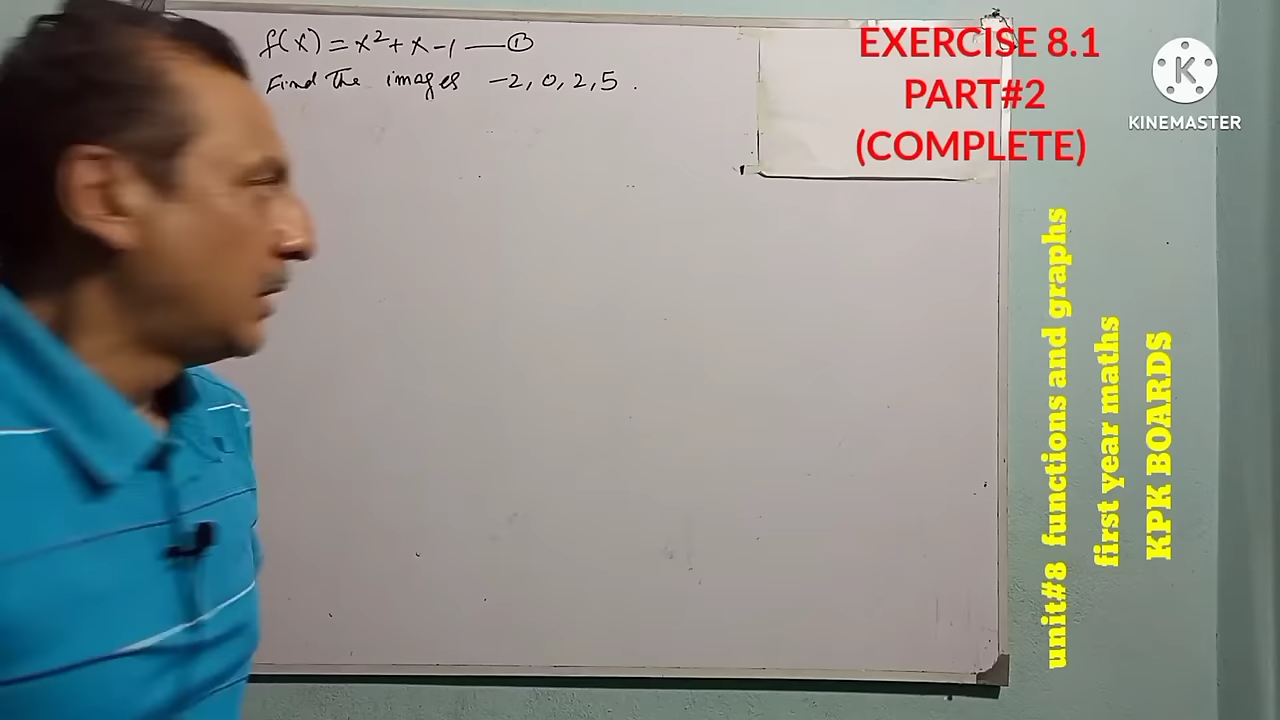 f(x) = x² + x - 1 —— ①
Find The images -2, 0, 2, 5 .
EXERCISE 8.1
PART#2
(COMPLETE)
K
KINEMASTER
unit#8 functions and graphs
first year maths
KPK BOARDS